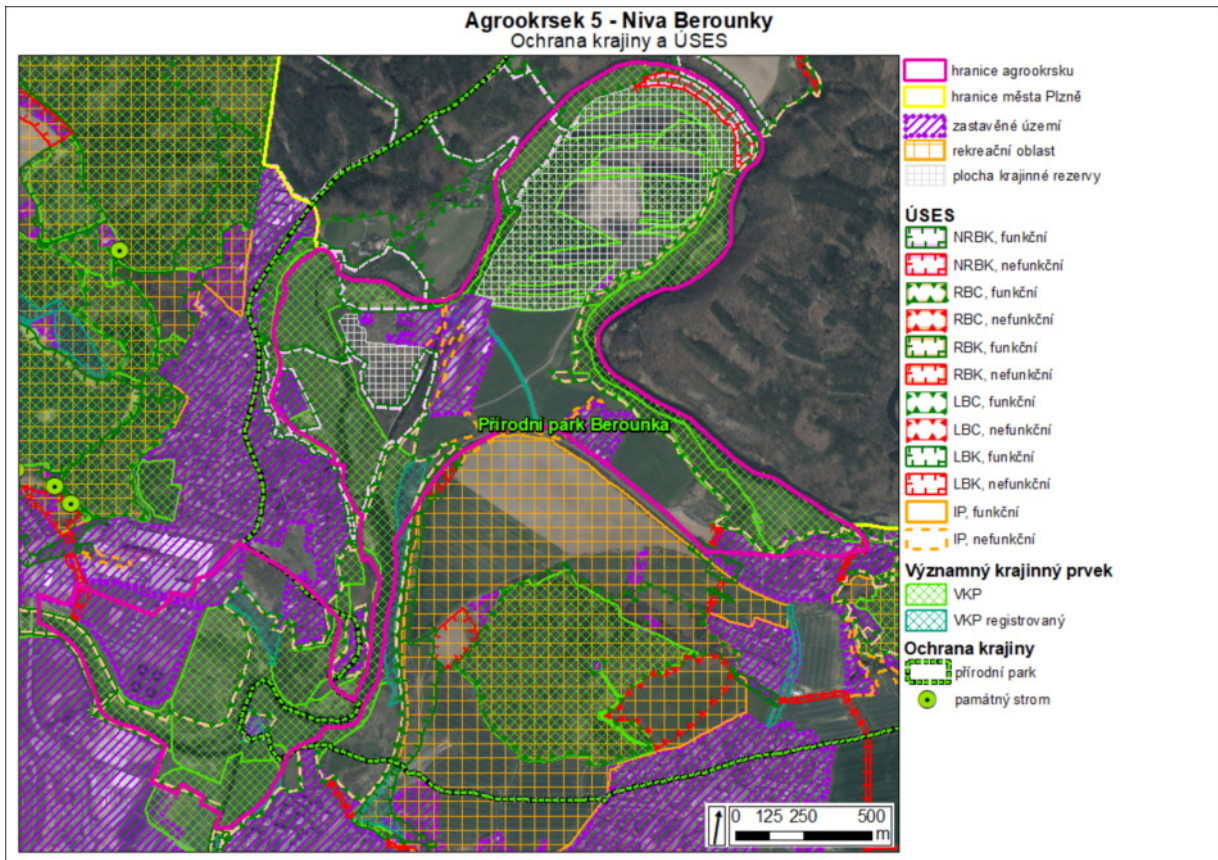 Agrookrsek 5 - Niva Berounky
Ochrana krajiny a ÚSES
hranice agrookrsku
hranice města Plzně
zastavěné území
rekreační oblast
plocha krajinné rezervy
ÚSES
NRBK, funkční
NRBK, nefunkční
RBC, funkční
RBC, nefunkční
RBK, funkční
RBK, nefunkční
LBC, funkční
LBC, nefunkční
LBK, funkční
LBK, nefunkční
IP, funkční
IP, nefunkční
Významný krajinný prvek
VKP
VKP registrovaný
Ochrana krajiny
přírodní park
památný strom
Přírodní park Berounka
0 125 250 500
m